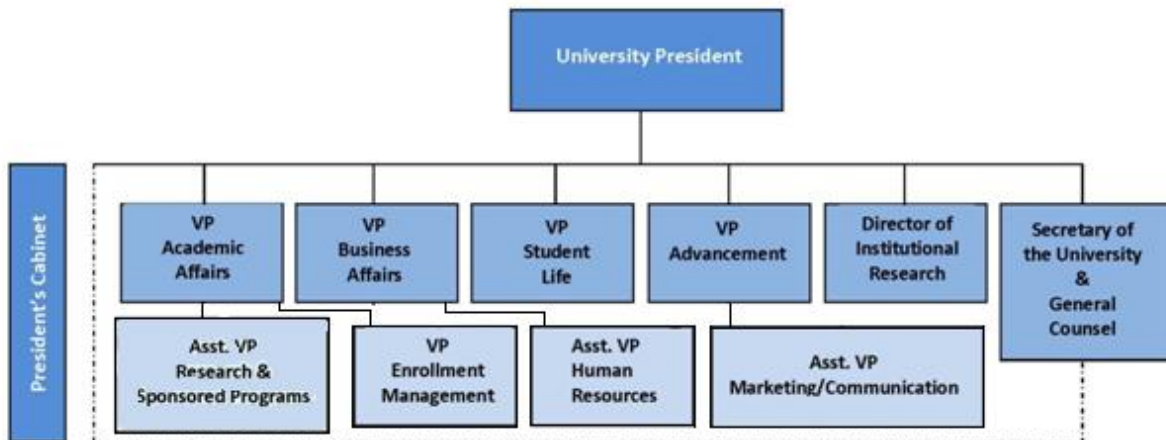 University President
President's Cabinet
VP
Academic
Affairs
VP
Business
Affairs
VP
Student
Life
VP
Advancement
Director of
Institutional
Research
Secretary of
the University
&
General
Counsel
Asst. VP
Research &
Sponsored Programs
VP
Enrollment
Management
Asst. VP
Human
Resources
Asst. VP
Marketing/Communication